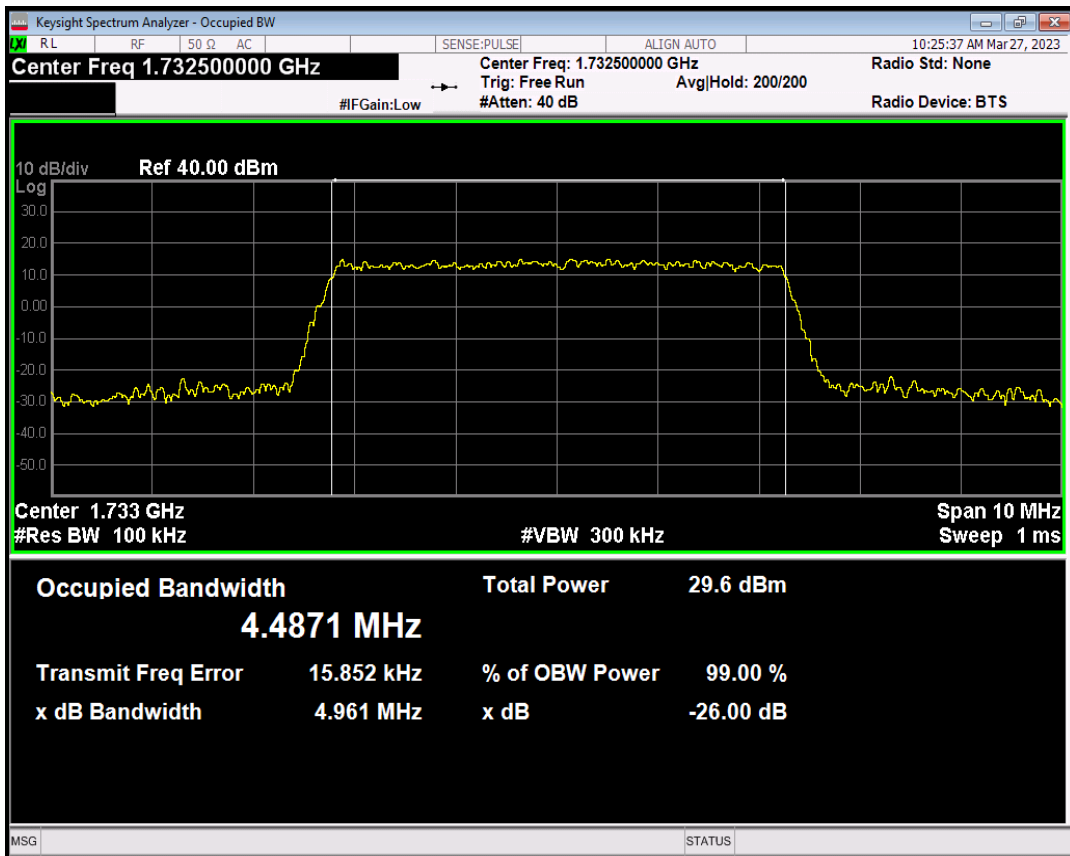 Keysight Spectrum Analyzer - Occupied BW
LXI RL RF 50 Ω AC SENSE:PULSE ALIGN AUTO 10:25:37 AM Mar 27, 2023
Center Freq 1.732500000 GHz Center Freq: 1.732500000 GHz Radio Std: None
Trig: Free Run Avg|Hold: 200/200
#IFGain:Low #Atten: 40 dB Radio Device: BTS
10 dB/div Ref 40.00 dBm
Log
30.0
20.0
10.0
0.00
-10.0
-20.0
-30.0
-40.0
-50.0
Center 1.733 GHz Span 10 MHz
#Res BW 100 kHz #VBW 300 kHz Sweep 1 ms
Occupied Bandwidth Total Power 29.6 dBm
4.4871 MHz
Transmit Freq Error 15.852 kHz % of OBW Power 99.00 %
x dB Bandwidth 4.961 MHz x dB -26.00 dB
MSG STATUS